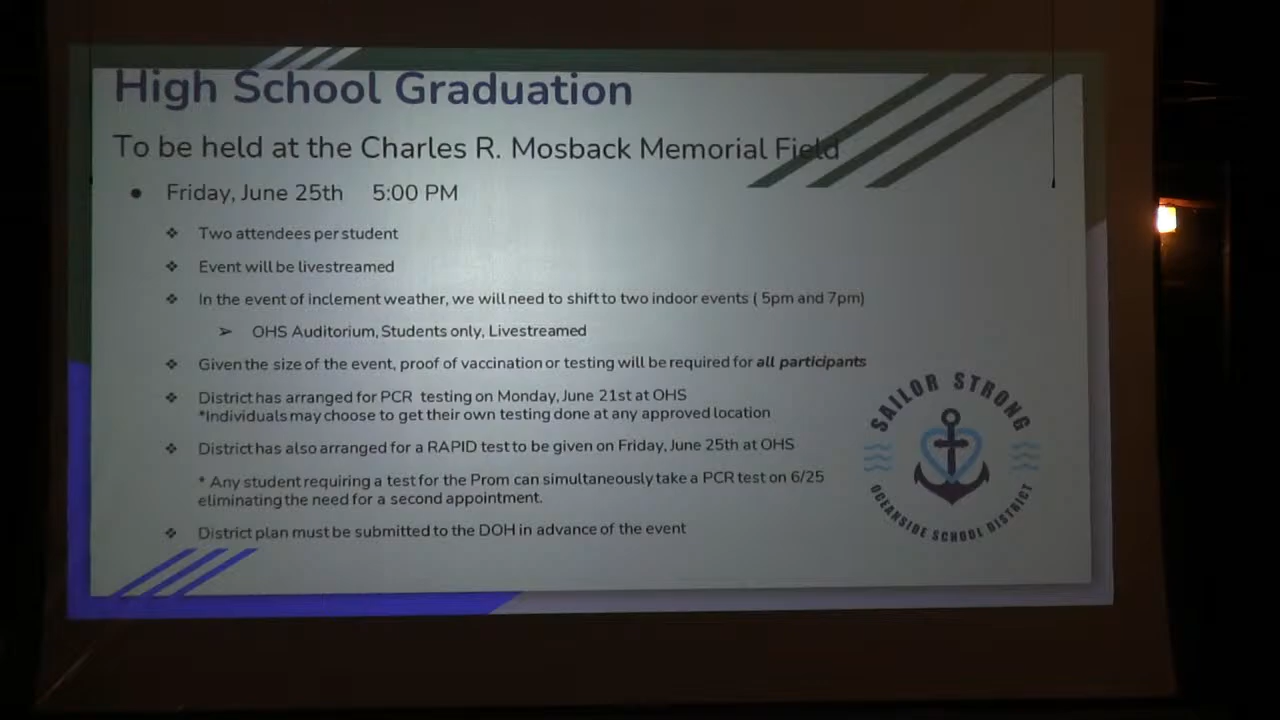 High School Graduation
To be held at the Charles R. Mosback Memorial Field
● Friday, June 25th 5:00 PM
❖ Two attendees per student
❖ Event will be livestreamed
❖ In the event of inclement weather, we will need to shift to two indoor events ( 5pm and 7pm)
➢ OHS Auditorium, Students only, Livestreamed
❖ Given the size of the event, proof of vaccination or testing will be required for all participants
❖ District has arranged for PCR testing on Monday, June 21st at OHS
*Individuals may choose to get their own testing done at any approved location
❖ District has also arranged for a RAPID test to be given on Friday, June 25th at OHS
* Any student requiring a test for the Prom can simultaneously take a PCR test on 6/25
eliminating the need for a second appointment.
❖ District plan must be submitted to the DOH in advance of the event
SAILOR STRONG
OCEANSIDE SCHOOL DISTRICT